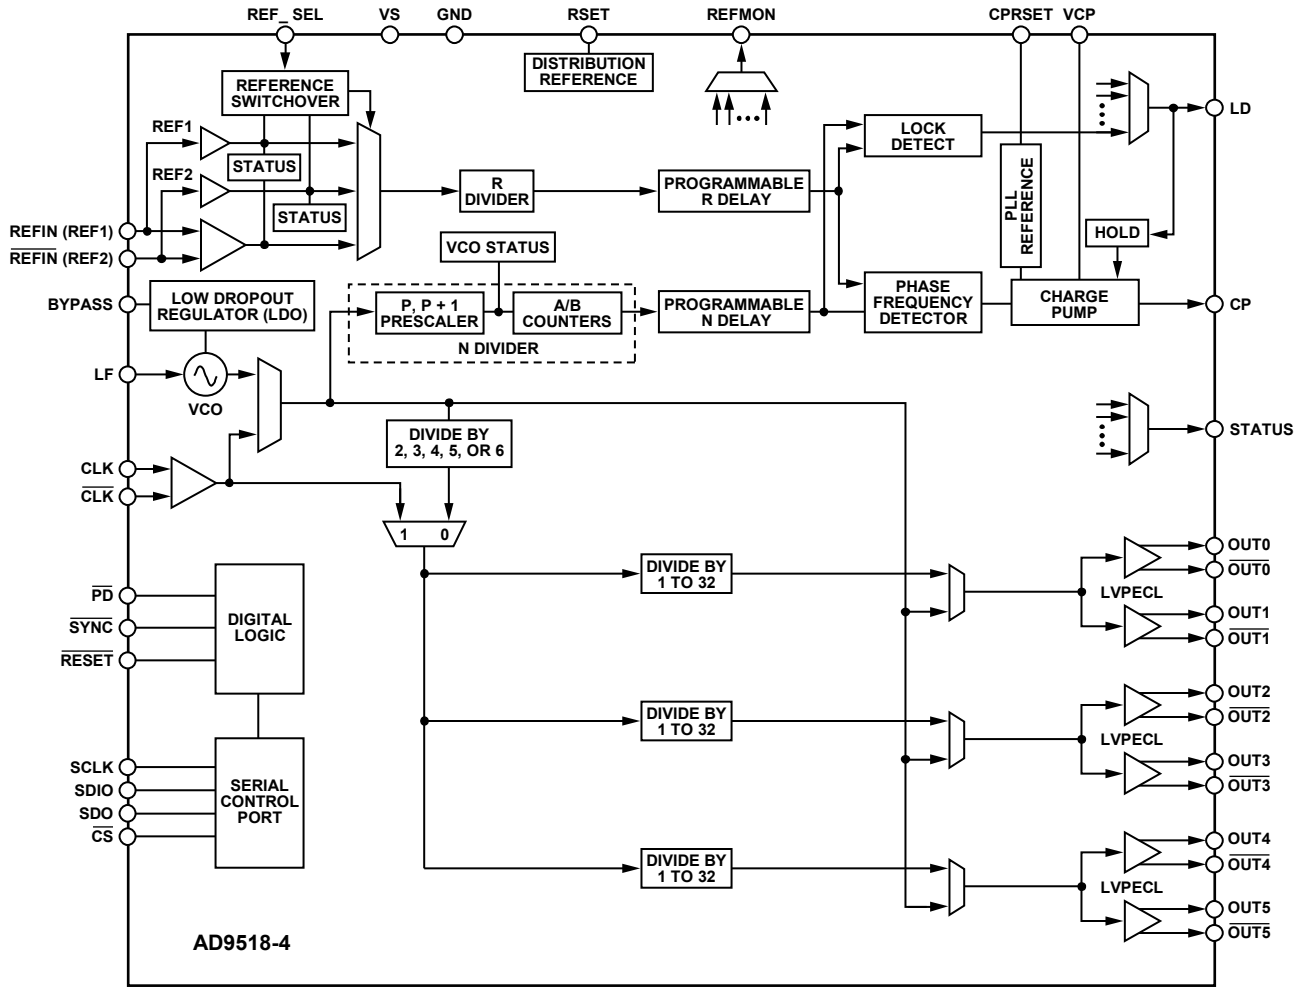 REF_ SEL
VS
GND
RSET
REFMON
CPRSET
VCP
DISTRIBUTION
REFERENCE
REFERENCE
SWITCHOVER
REF1
STATUS
REF2
STATUS
R
DIVIDER
PROGRAMMABLE
R DELAY
LOCK
DETECT
LD
PLL
REFERENCE
HOLD
REFIN (REF1)
REFIN (REF2)
VCO STATUS
BYPASS
LOW DROPOUT
REGULATOR (LDO)
P, P + 1
PRESCALER
A/B
COUNTERS
N DIVIDER
PROGRAMMABLE
N DELAY
PHASE
FREQUENCY
DETECTOR
CHARGE
PUMP
CP
LF
VCO
DIVIDE BY
2, 3, 4, 5, OR 6
STATUS
CLK
CLK
1 0
DIVIDE BY
1 TO 32
LVPECL
OUT0
OUT0
OUT1
OUT1
PD
SYNC
RESET
DIGITAL
LOGIC
DIVIDE BY
1 TO 32
LVPECL
OUT2
OUT2
OUT3
OUT3
SCLK
SDIO
SDO
CS
SERIAL
CONTROL
PORT
DIVIDE BY
1 TO 32
LVPECL
OUT4
OUT4
OUT5
OUT5
AD9518-4